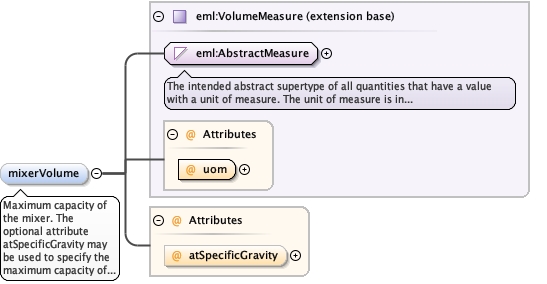 eml:VolumeMeasure (extension base)
eml:AbstractMeasure
The intended abstract supertype of all quantities that have a value
with a unit of measure. The unit of measure is in...
@ Attributes
@ uom
mixerVolume
Maximum capacity of
the mixer. The
optional attribute
atSpecificGravity may
be used to specify the
maximum capacity of...
@ Attributes
@ atSpecificGravity